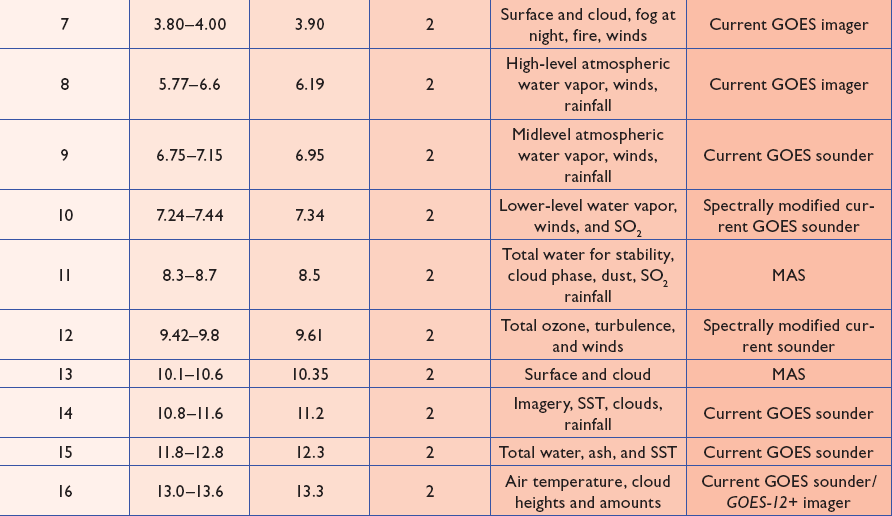 7 3.80–4.00 3.90 2 Surface and cloud, fog at night, fire, winds Current GOES imager
8 5.77–6.6 6.19 2 High-level atmospheric water vapor, winds, rainfall Current GOES imager
9 6.75–7.15 6.95 2 Midlevel atmospheric water vapor, winds, rainfall Current GOES sounder
10 7.24–7.44 7.34 2 Lower-level water vapor, winds, and SO2 Spectrally modified cur-rent GOES sounder
11 8.3–8.7 8.5 2 Total water for stability, cloud phase, dust, SO2 rainfall MAS
12 9.42–9.8 9.61 2 Total ozone, turbulence, and winds Spectrally modified cur-rent sounder
13 10.1–10.6 10.35 2 Surface and cloud MAS
14 10.8–11.6 11.2 2 Imagery, SST, clouds, rainfall Current GOES sounder
15 11.8–12.8 12.3 2 Total water, ash, and SST Current GOES sounder
16 13.0–13.6 13.3 2 Air temperature, cloud heights and amounts Current GOES sounder/ GOES-12+ imager